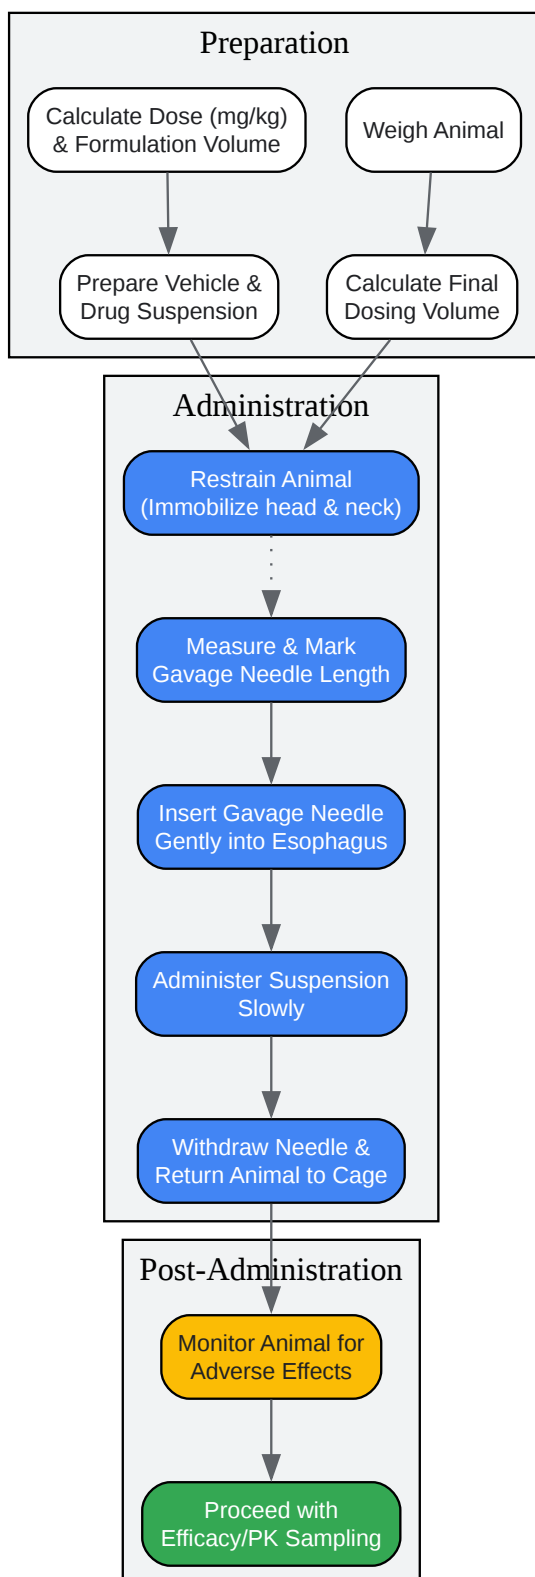 Preparation
Calculate Dose (mg/kg)
& Formulation Volume
Weigh Animal
Prepare Vehicle &
Drug Suspension
Calculate Final
Dosing Volume
Administration
Restrain Animal
(Immobilize head & neck)
Measure & Mark
Gavage Needle Length
Insert Gavage Needle
Gently into Esophagus
Administer Suspension
Slowly
Withdraw Needle &
Return Animal to Cage
Post-Administration
Monitor Animal for
Adverse Effects
Proceed with
Efficacy/PK Sampling